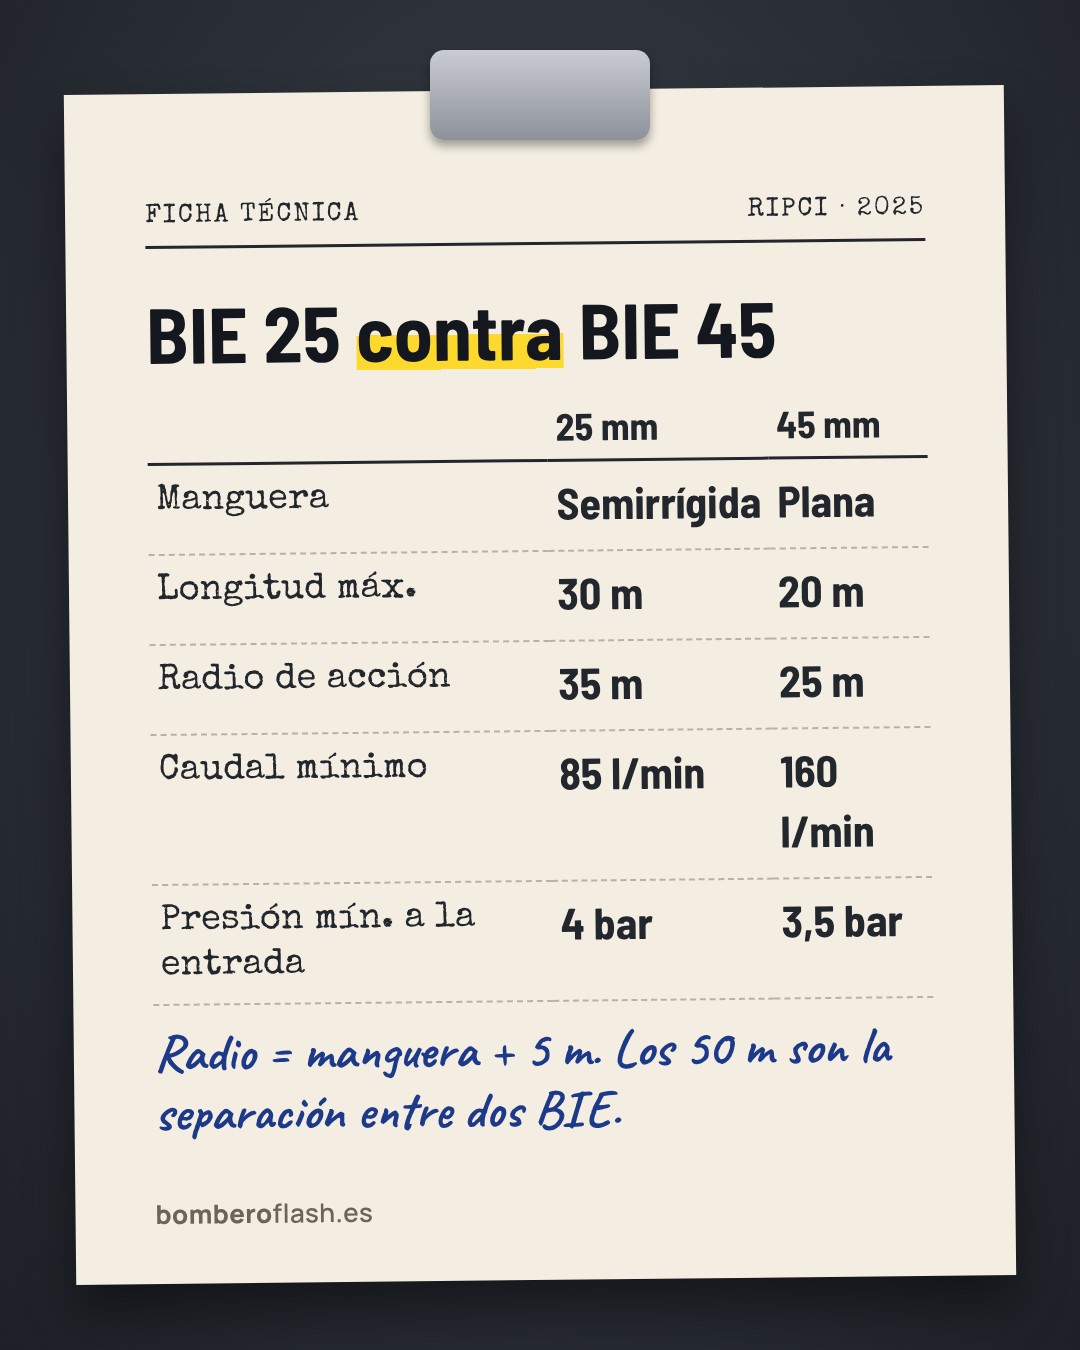 FICHA TÉCNICA
RIPCI · 2025
BIE 25 contra BIE 45
25 mm 45 mm
Manguera Semirrígida Plana
Longitud máx. 30 m 20 m
Radio de acción 35 m 25 m
Caudal mínimo 85 l/min 160
l/min
Presión mín. a la 4 bar 3,5 bar
entrada
Radio = manguera + 5 m. Los 50 m son la
separación entre dos BIE.
bomberoflash.es